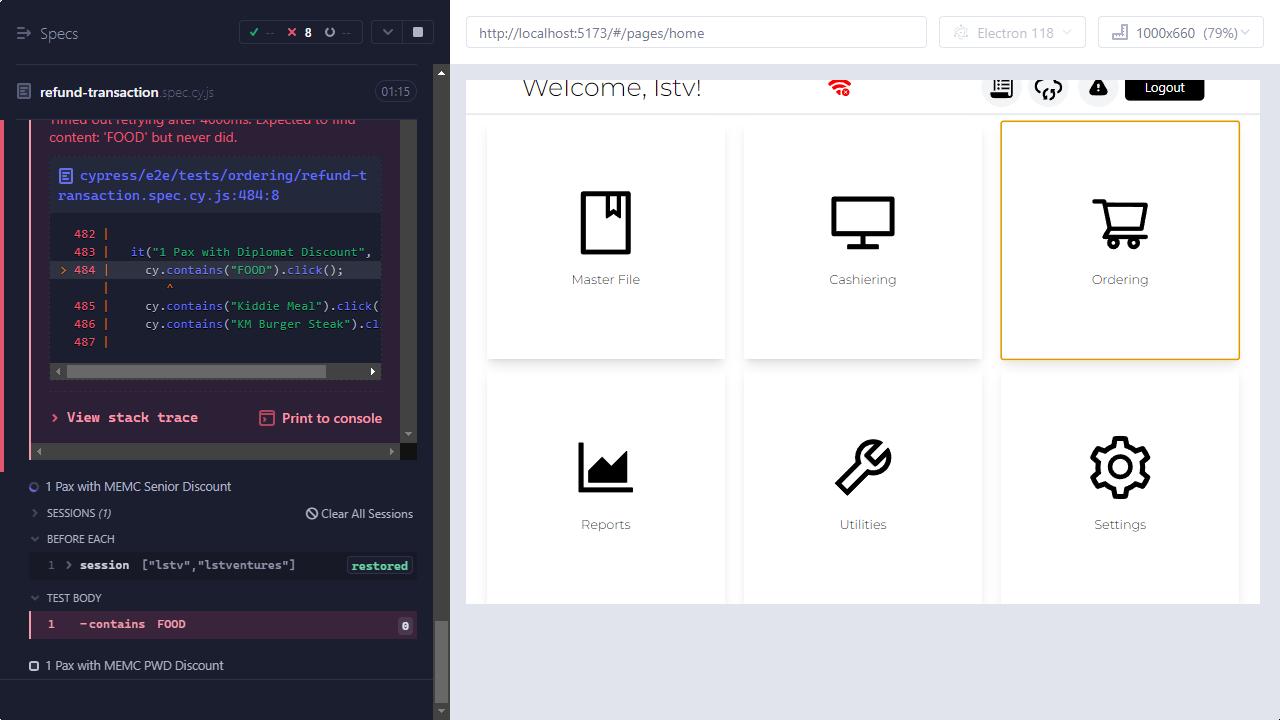 Specs
-- 8 --
refund-transaction.spec.cy.js 01:15
Timed out retrying after 4000ms: Expected to find
content: 'FOOD' but never did.
cypress/e2e/tests/ordering/refund-t
ransaction.spec.cy.js:484:8
482 |
483 | it("1 Pax with Diplomat Discount",
> 484 | cy.contains("FOOD").click();
| ^
485 | cy.contains("Kiddie Meal").click(
486 | cy.contains("KM Burger Steak").cl
487 |
> View stack trace
Print to console
1 Pax with MEMC Senior Discount
SESSIONS (1)
Clear All Sessions
BEFORE EACH
1 > session ["lstv","lstventures"] restored
TEST BODY
1 -contains FOOD 0
1 Pax with MEMC PWD Discount
http://localhost:5173/#/pages/home
Electron 118
1000x660 (79%)
Welcome, lstv!
Logout
Master File
Cashiering
Ordering
Reports
Utilities
Settings